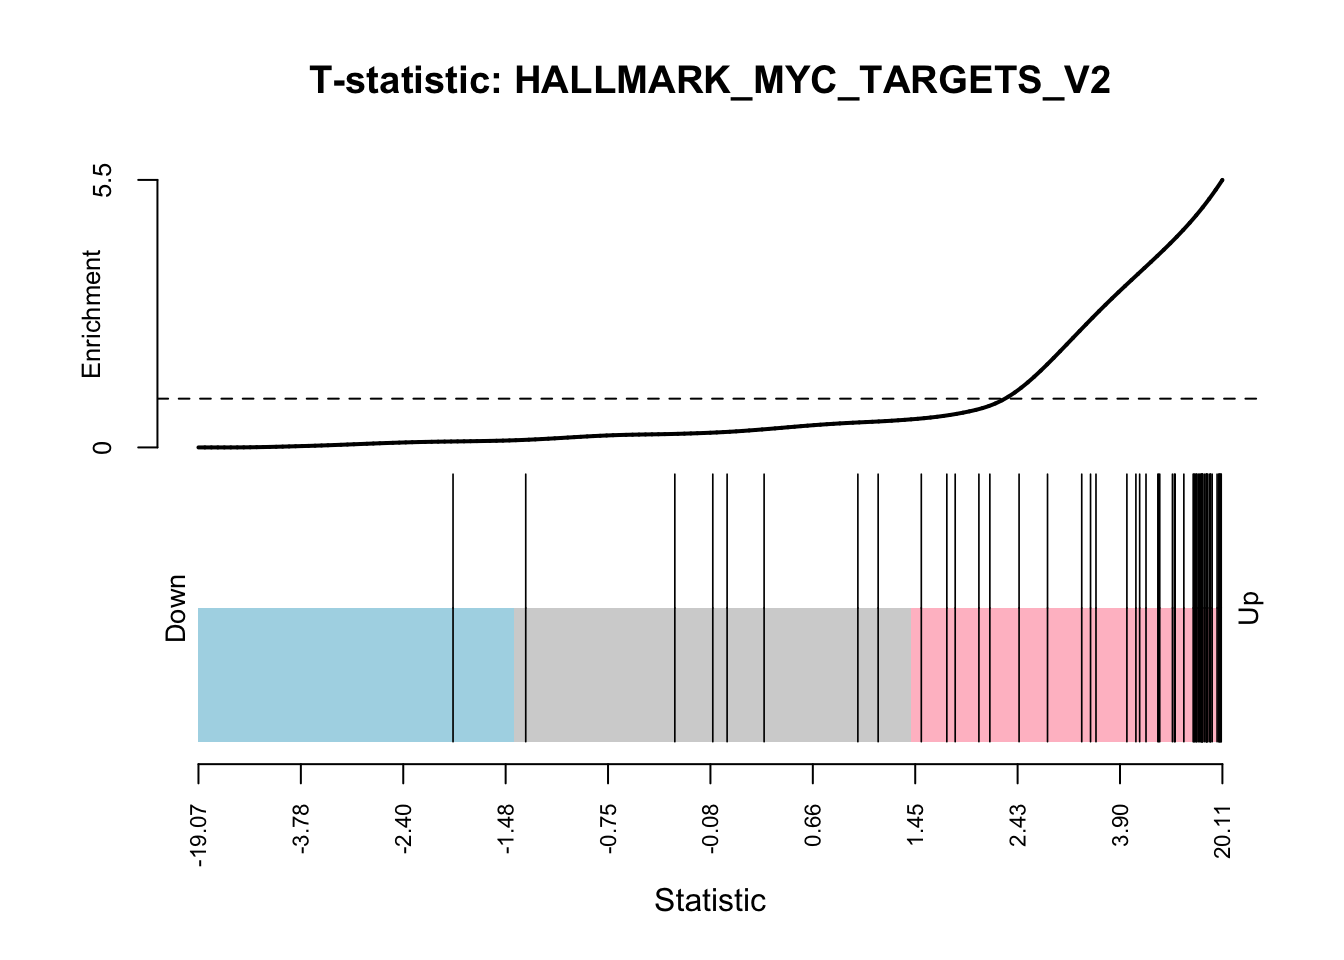 T-statistic: HALLMARK_MYC_TARGETS_V2
5.5
Enrichment
0
Down
Up
-19.07
-3.78
-2.40
-1.48
-0.75
-0.08
0.66
1.45
2.43
3.90
20.11
Statistic